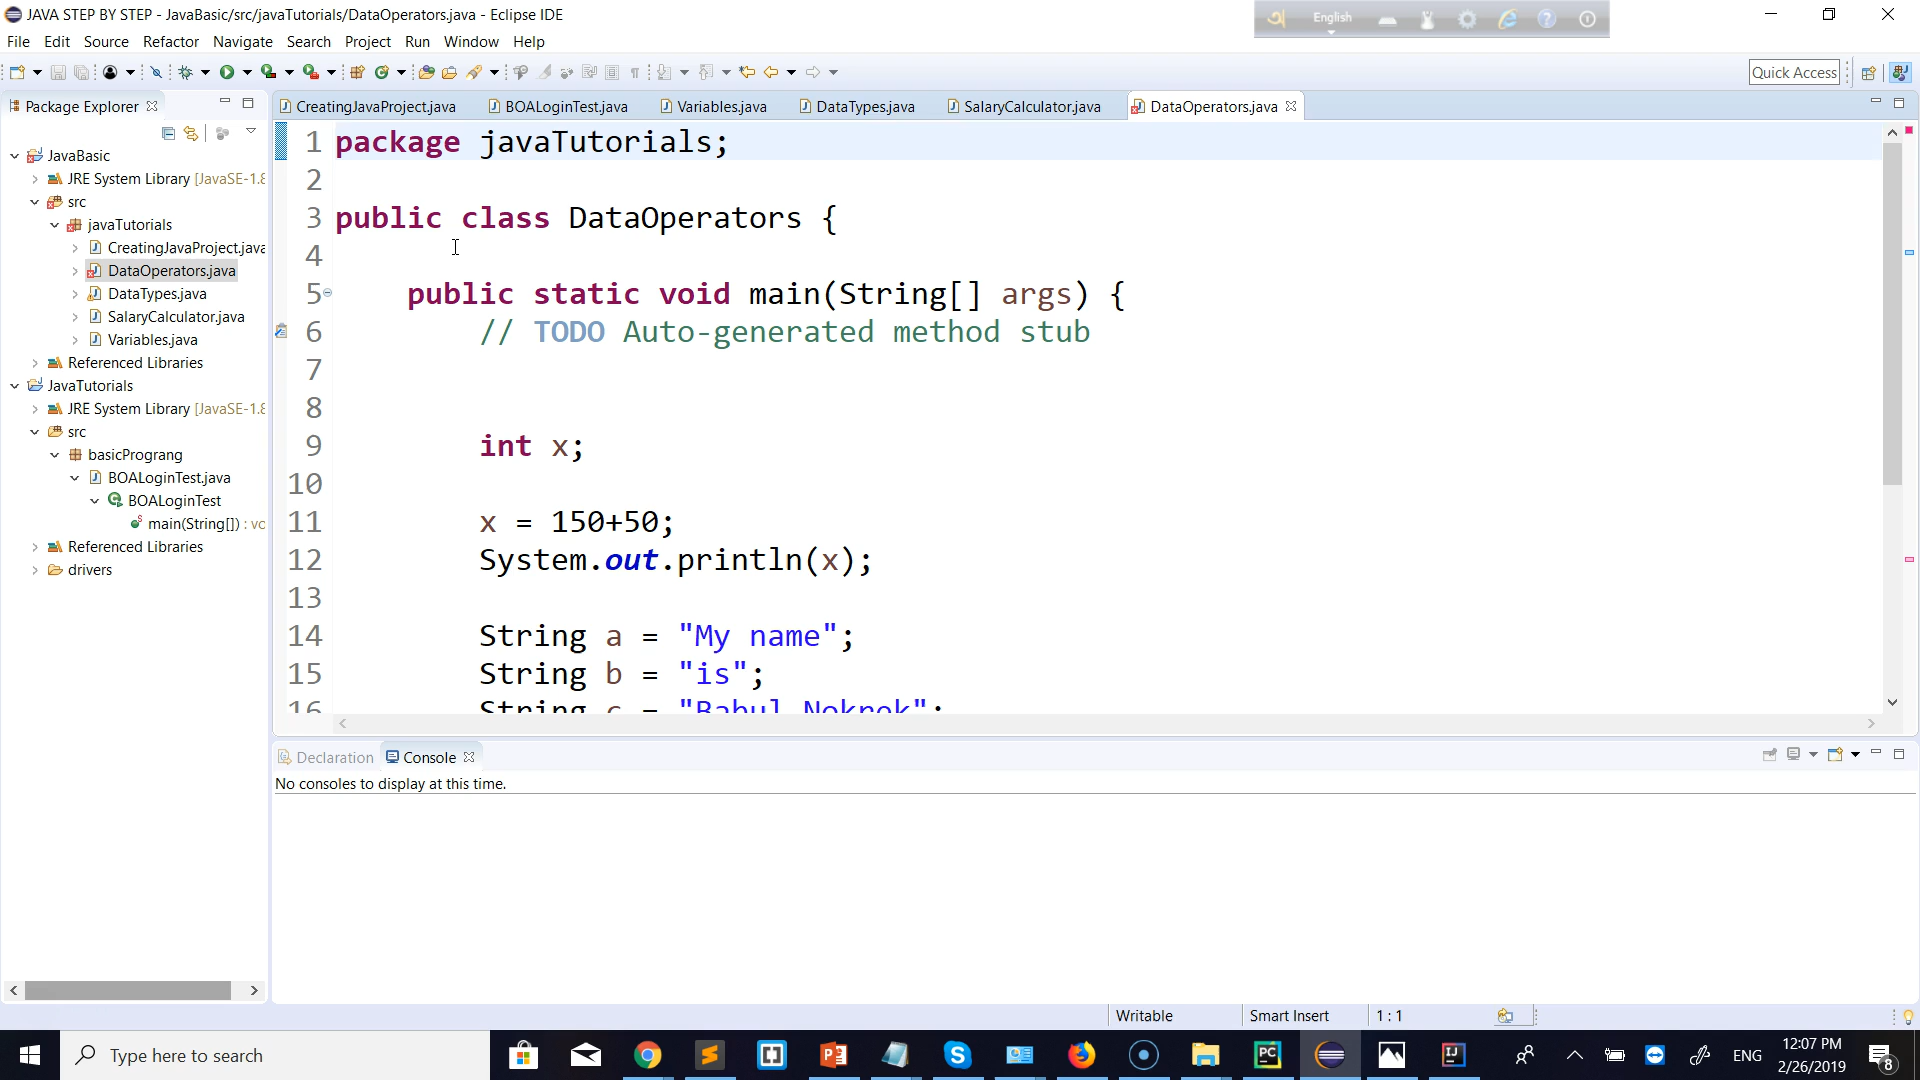 JAVA STEP BY STEP - JavaBasic/src/javaTutorials/DataOperators.java - Eclipse IDE
English
File Edit Source Refactor Navigate Search Project Run Window Help
Quick Access
Package Explorer
CreatingJavaProject.java BOALoginTest.java Variables.java DataTypes.java SalaryCalculator.java DataOperators.java
JavaBasic
JRE System Library [JavaSE-1.8
src
javaTutorials
CreatingJavaProject.java
DataOperators.java
DataTypes.java
SalaryCalculator.java
Variables.java
Referenced Libraries
JavaTutorials
JRE System Library [JavaSE-1.8
src
basicPrograng
BOALoginTest.java
BOALoginTest
main(String[]) : vo
Referenced Libraries
drivers
1 package javaTutorials;
2
3 public class DataOperators {
4
5 public static void main(String[] args) {
6 // TODO Auto-generated method stub
7
8
9 int x;
10
11 x = 150+50;
12 System.out.println(x);
13
14 String a = "My name";
15 String b = "is";
16 String c = "Babul Noknok";
Declaration Console
No consoles to display at this time.
Writable Smart Insert 1 : 1
Type here to search
ENG
12:07 PM
2/26/2019
8